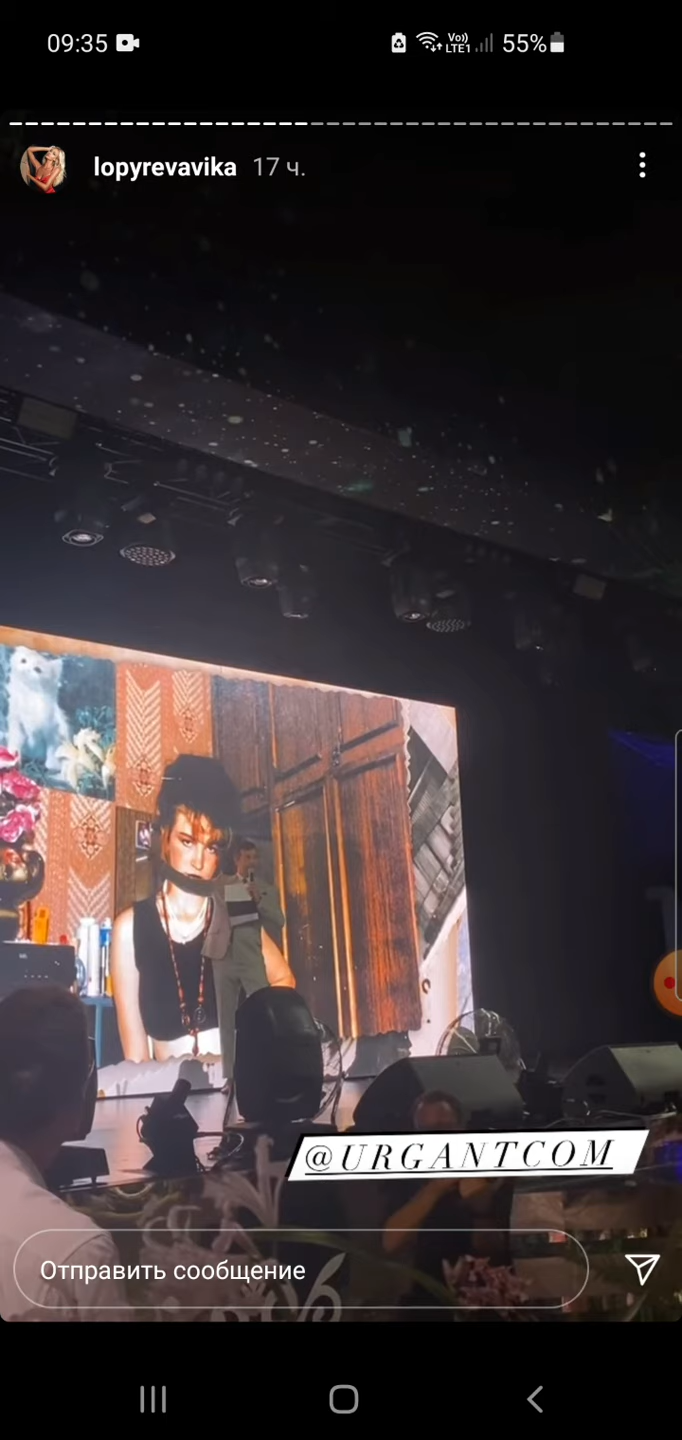 09:35
Vo))
LTE1
55%
lopyrevavika 17 ч.
@URGANTCOM
Отправить сообщение